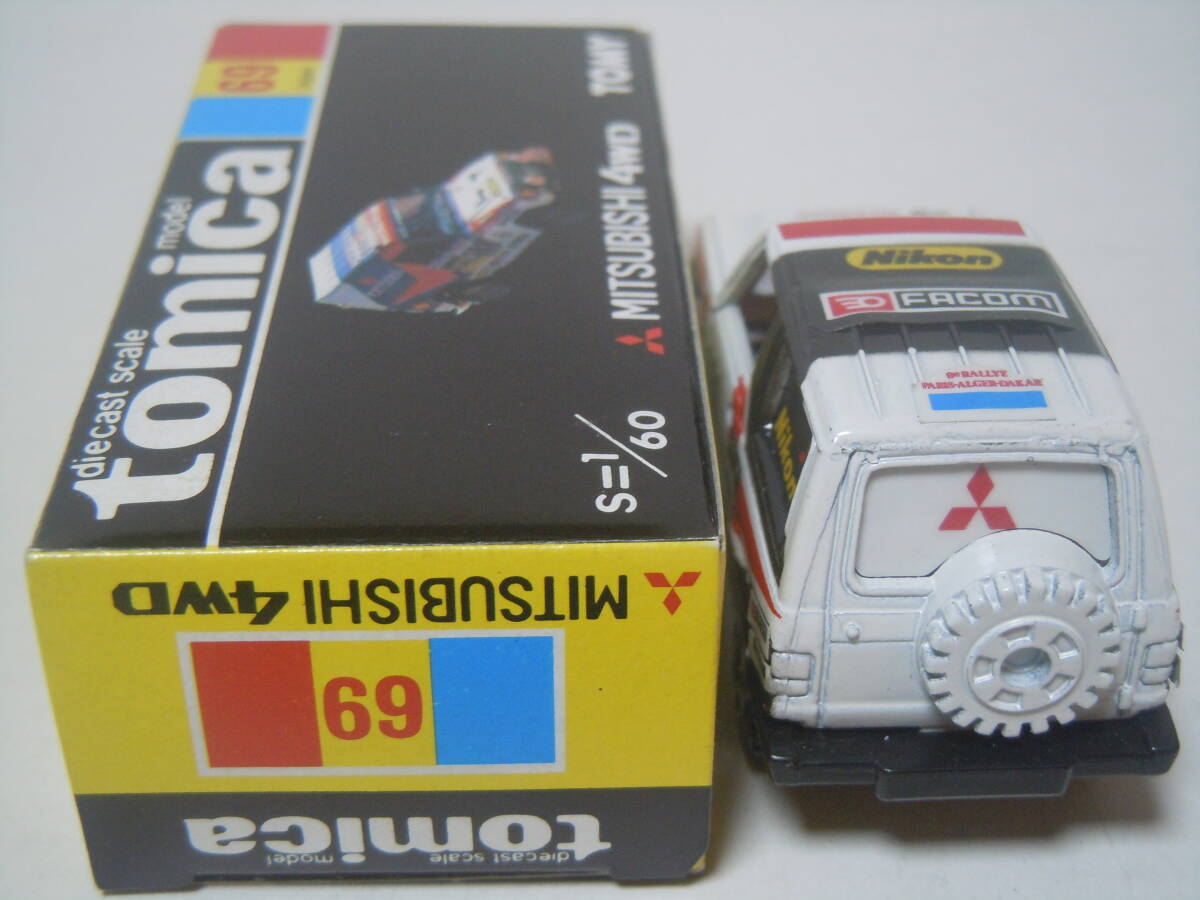 69
diecast scale model
tomica
MITSUBISHI 4WD TOMY
S=1/60
MITSUBISHI 4WD
69
tomica
diecast scale model
Nikon
FACOM
PARIS-ALGER-DAKAR
Nikon